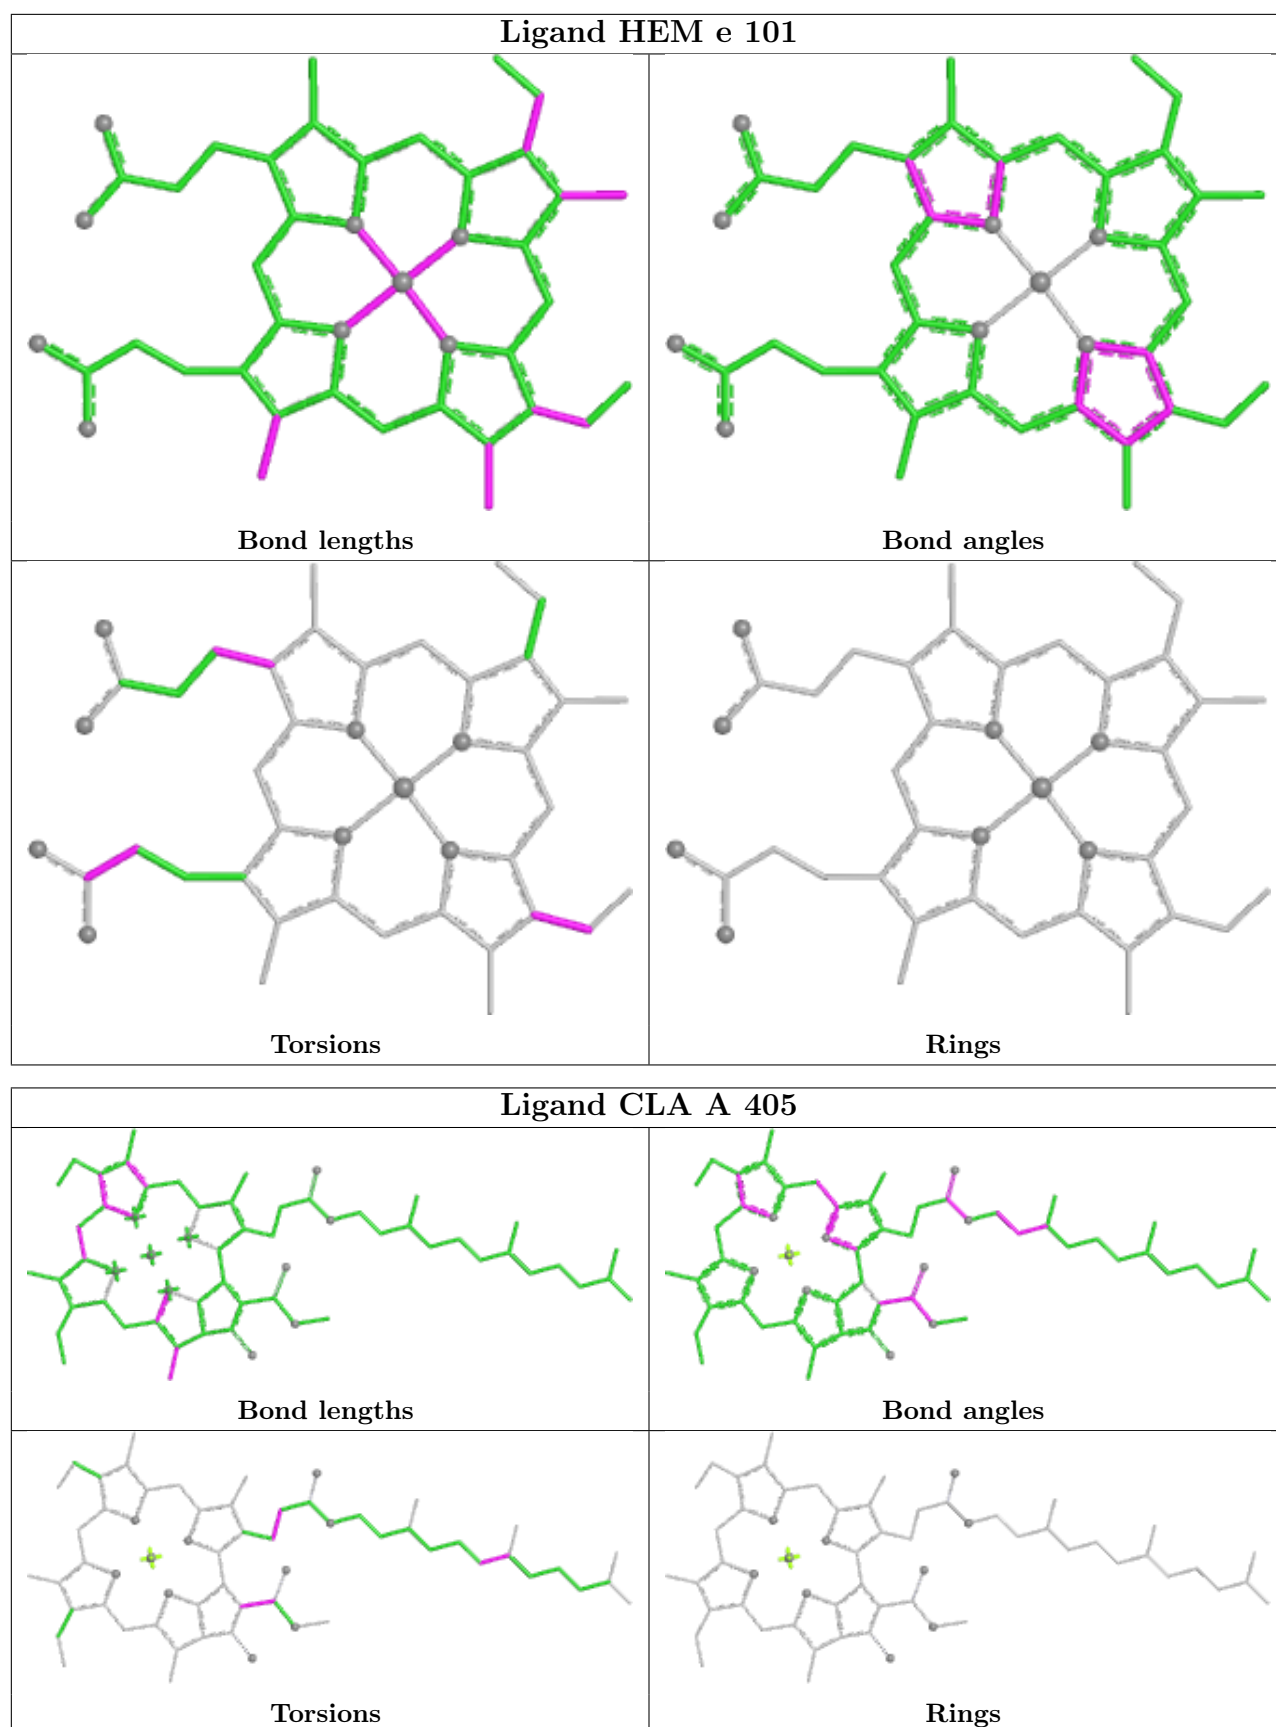 Ligand HEM e 101
Bond lengths
Bond angles
Torsions
Rings
Ligand CLA A 405
Bond lengths
Bond angles
Torsions
Rings